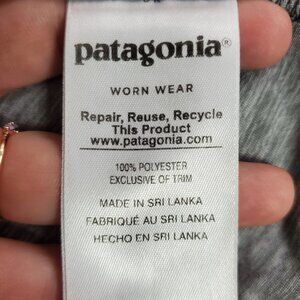 patagonia®
WORN WEAR
Repair, Reuse, Recycle
This Product
www.patagonia.com
100% POLYESTER
EXCLUSIVE OF TRIM
MADE IN SRI LANKA
FABRIQUÉ AU SRI LANKA
HECHO EN SRI LANKA